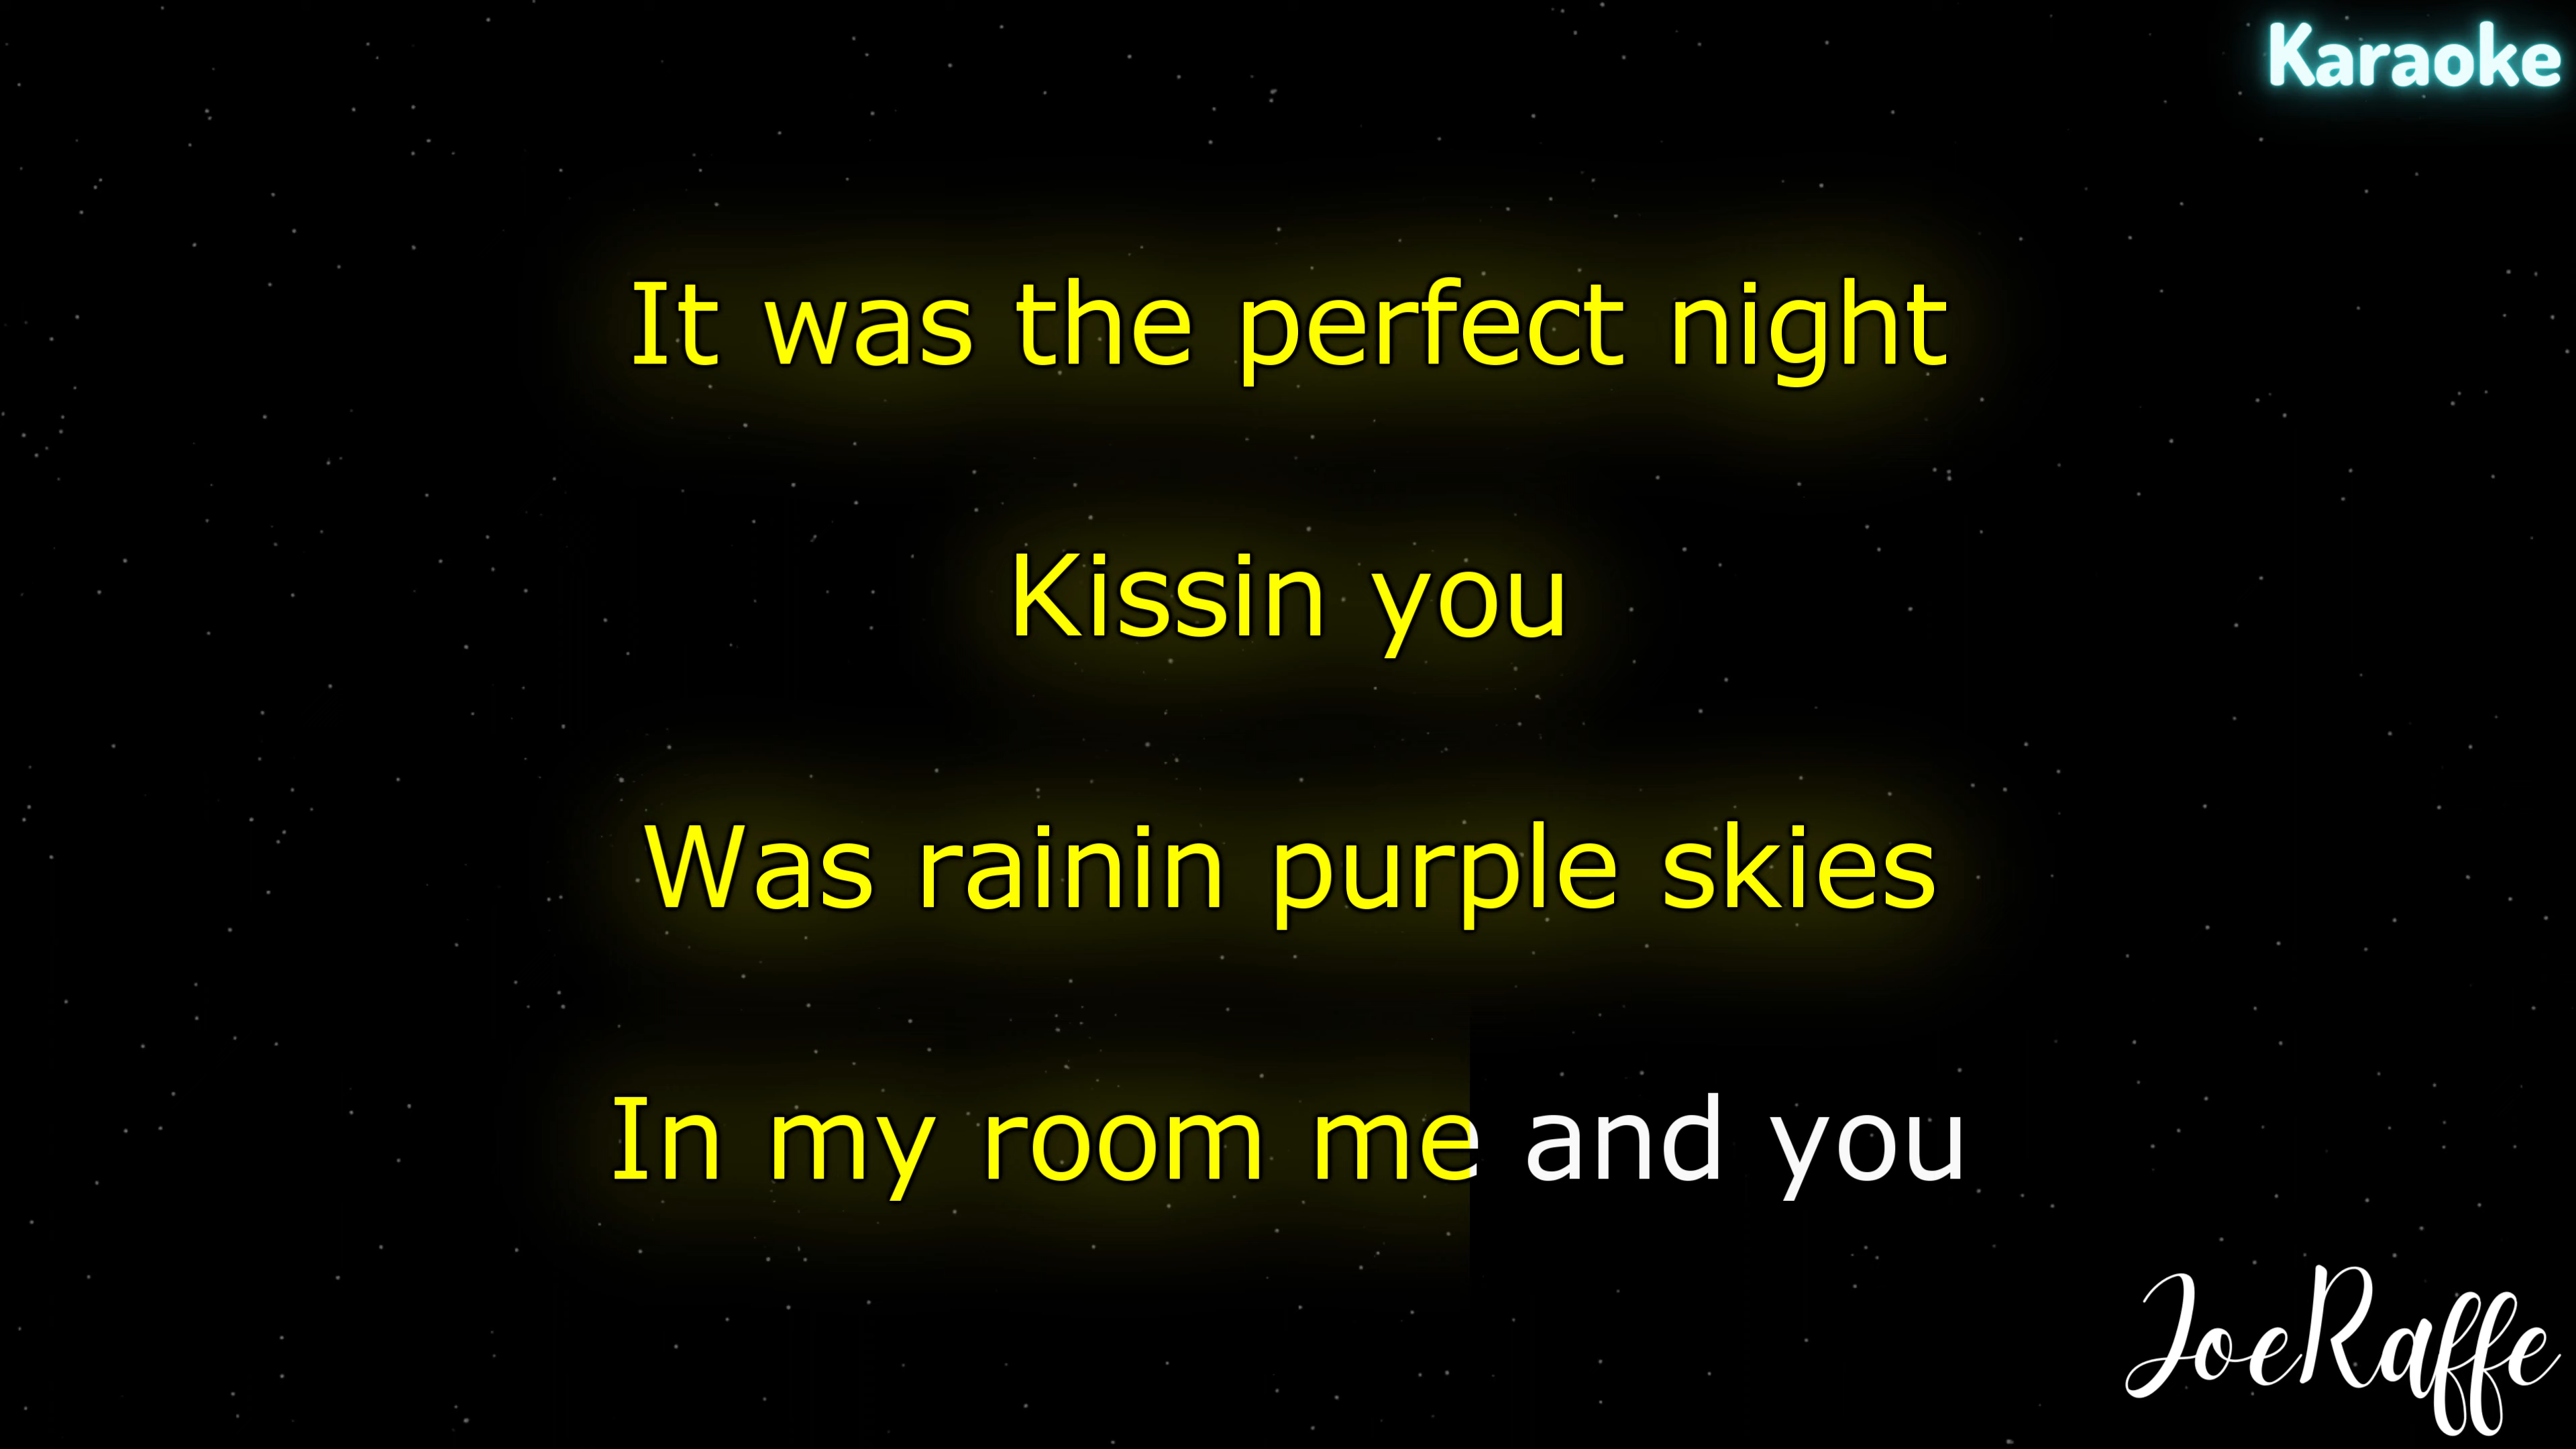 Karaoke
It was the perfect night
Kissin you
Was rainin purple skies
In my room me and you
JoeRaffe